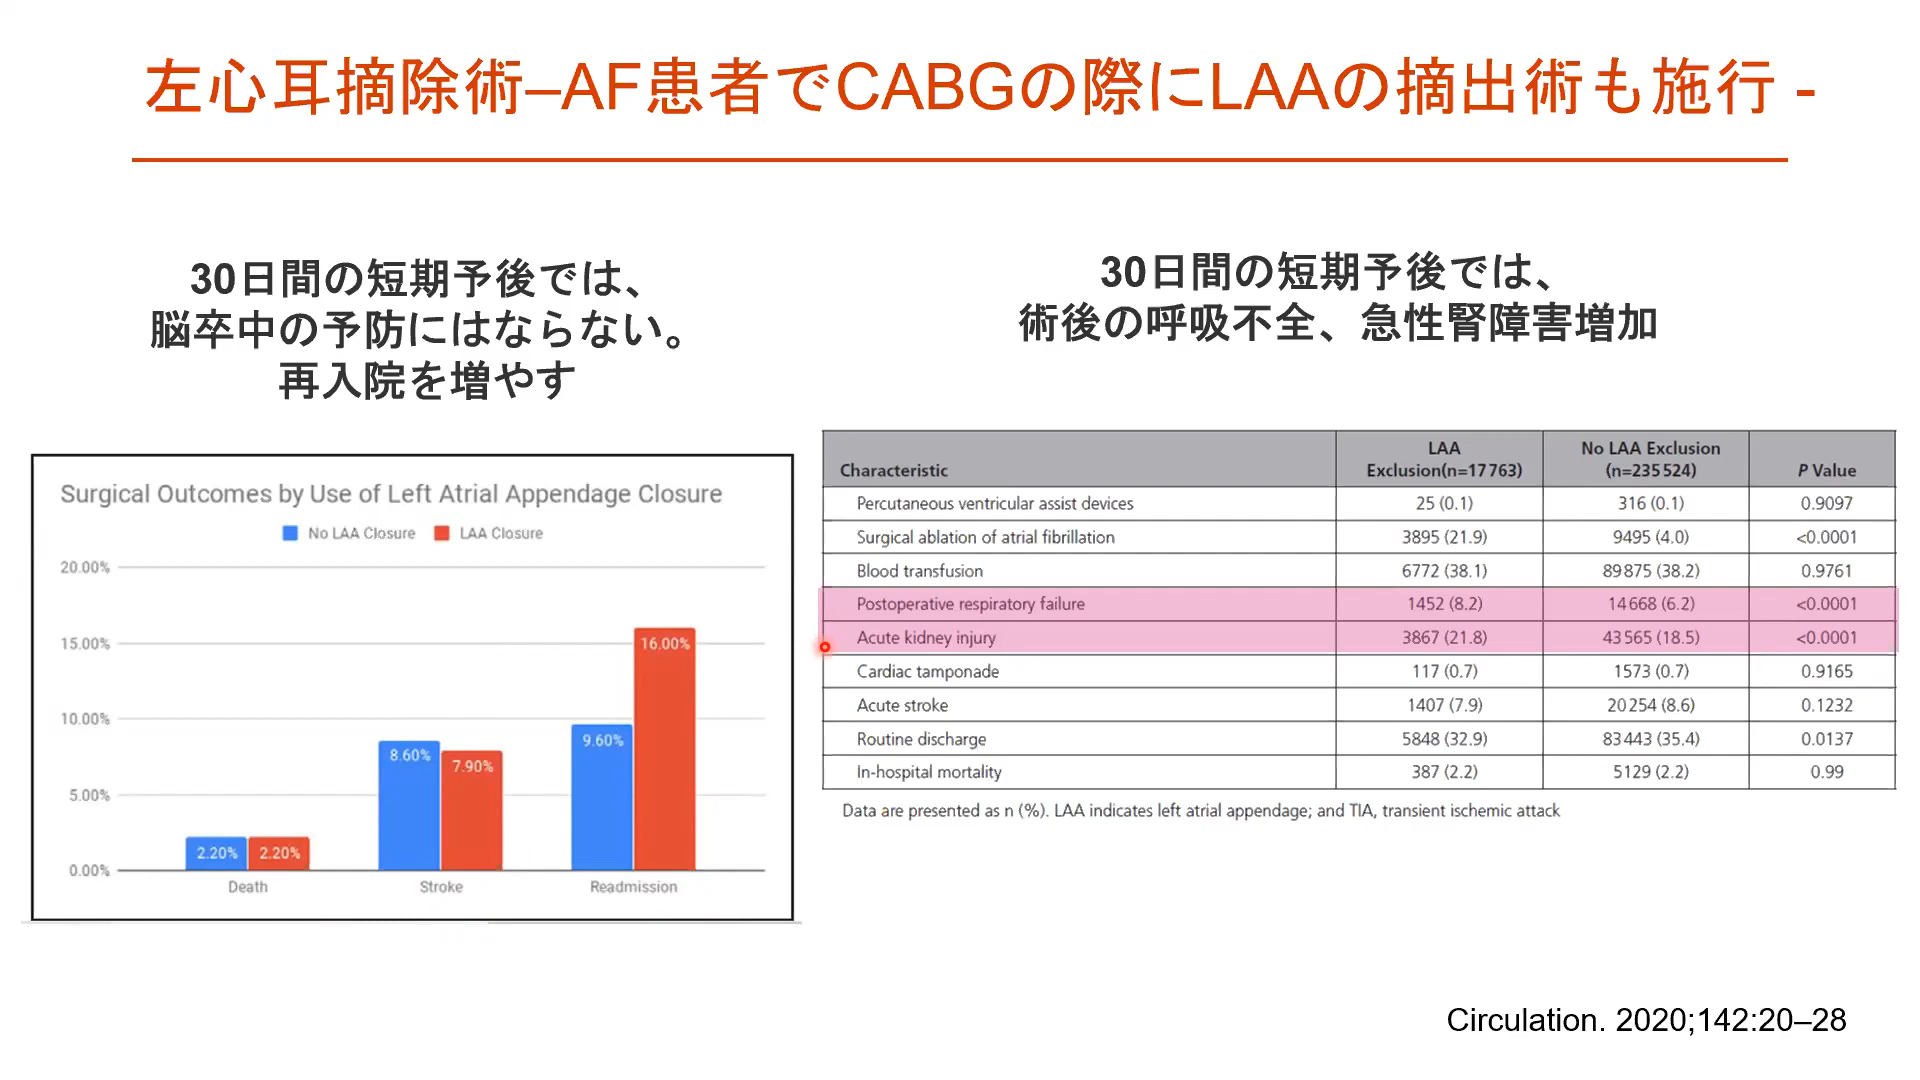 左心耳摘除術–AF患者でCABGの際にLAAの摘出術も施行 -
30日間の短期予後では、
脳卒中の予防にはならない。
再入院を増やす
30日間の短期予後では、
術後の呼吸不全、急性腎障害増加
Surgical Outcomes by Use of Left Atrial Appendage Closure
No LAA Closure LAA Closure
20.00%
15.00%
10.00%
5.00%
0.00%
2.20% 2.20%
8.60% 7.90%
9.60% 16.00%
Death Stroke Readmission
Characteristic LAA Exclusion(n=17763) No LAA Exclusion (n=235524) P Value
Percutaneous ventricular assist devices 25 (0.1) 316 (0.1) 0.9097
Surgical ablation of atrial fibrillation 3895 (21.9) 9495 (4.0) <0.0001
Blood transfusion 6772 (38.1) 89875 (38.2) 0.9761
Postoperative respiratory failure 1452 (8.2) 14668 (6.2) <0.0001
Acute kidney injury 3867 (21.8) 43565 (18.5) <0.0001
Cardiac tamponade 117 (0.7) 1573 (0.7) 0.9165
Acute stroke 1407 (7.9) 20254 (8.6) 0.1232
Routine discharge 5848 (32.9) 83443 (35.4) 0.0137
In-hospital mortality 387 (2.2) 5129 (2.2) 0.99
Data are presented as n (%). LAA indicates left atrial appendage; and TIA, transient ischemic attack
Circulation. 2020;142:20–28